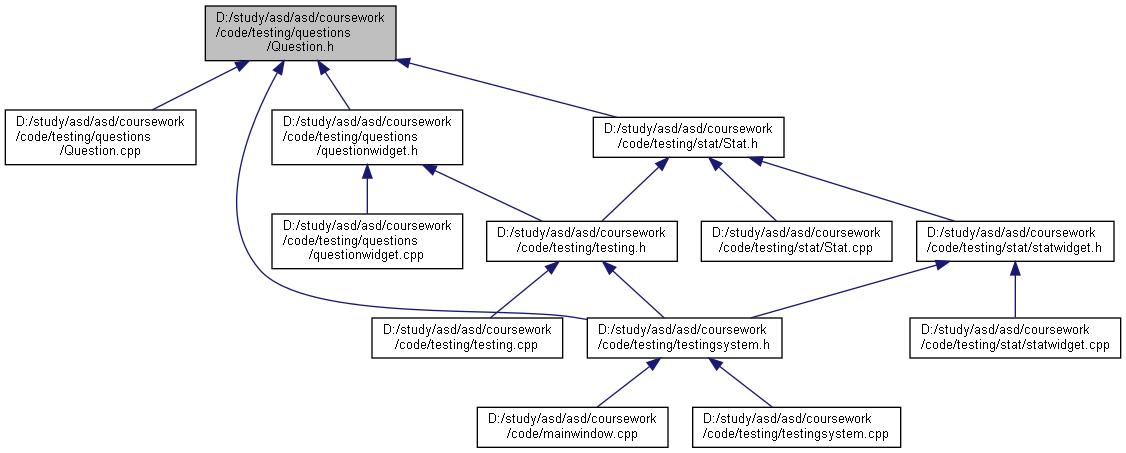 D:/study/asd/asd/coursework
/code/testing/questions
/Question.h
D:/study/asd/asd/coursework
/code/testing/questions
/Question.cpp
D:/study/asd/asd/coursework
/code/testing/questions
/questionwidget.h
D:/study/asd/asd/coursework
/code/testing/stat/Stat.h
D:/study/asd/asd/coursework
/code/testing/questions
/questionwidget.cpp
D:/study/asd/asd/coursework
/code/testing/testing.h
D:/study/asd/asd/coursework
/code/testing/stat/Stat.cpp
D:/study/asd/asd/coursework
/code/testing/stat/statwidget.h
D:/study/asd/asd/coursework
/code/testing/testing.cpp
D:/study/asd/asd/coursework
/code/testing/testingsystem.h
D:/study/asd/asd/coursework
/code/testing/stat/statwidget.cpp
D:/study/asd/asd/coursework
/code/mainwindow.cpp
D:/study/asd/asd/coursework
/code/testing/testingsystem.cpp